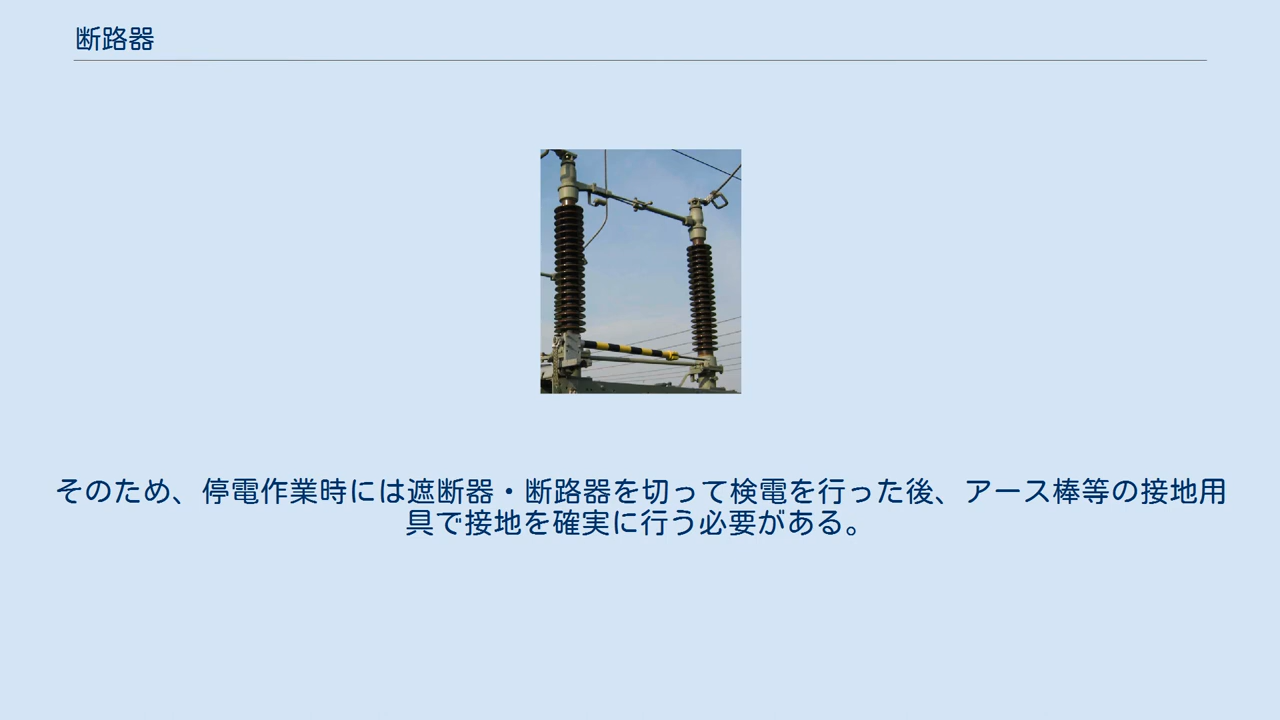 断路器
そのため、停電作業時には遮断器・断路器を切って検電を行った後、アース棒等の接地用
具で接地を確実に行う必要がある。